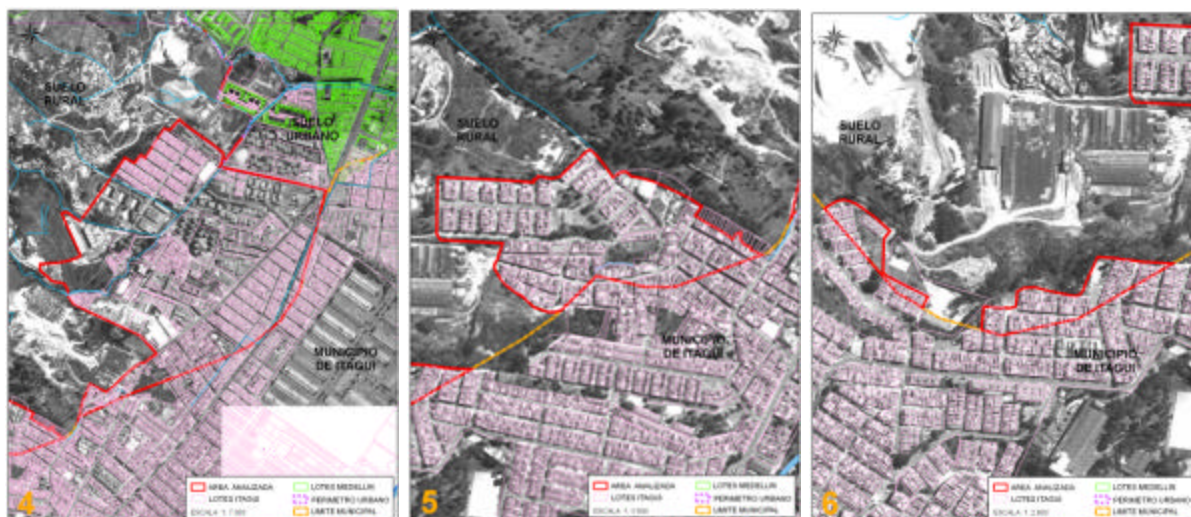 SUELO
RURAL
SUELO
URBANO
MUNICIPIO
DE ITAGUI
4
AREA ANALIZADA
LOTES MEDELLIN
LOTES ITAGUI
PERIMETRO URBANO
LIMITE MUNICIPAL
SUELO
RURAL
MUNICIPIO
DE ITAGUI
5
AREA ANALIZADA
LOTES MEDELLIN
LOTES ITAGUI
PERIMETRO URBANO
LIMITE MUNICIPAL
SUELO
RURAL
MUNICIPIO
DE ITAGUI
6
AREA ANALIZADA
LOTES MEDELLIN
LOTES ITAGUI
PERIMETRO URBANO
LIMITE MUNICIPAL